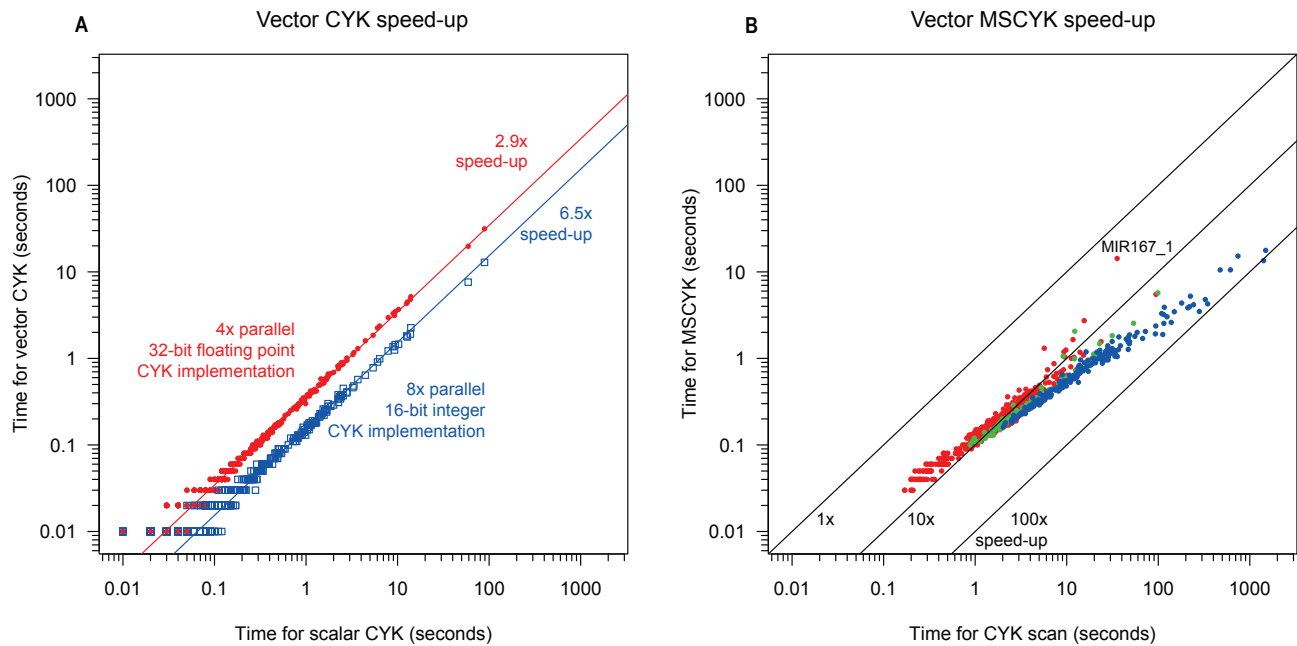 A
Vector CYK speed-up
Time for vector CYK (seconds)
1000
100
10
1
0.1
0.01
2.9x
speed-up
6.5x
speed-up
4x parallel
32-bit floating point
CYK implementation
8x parallel
16-bit integer
CYK implementation
0.01 0.1 1 10 100 1000
Time for scalar CYK (seconds)
B
Vector MSCYK speed-up
Time for MSCYK (seconds)
1000
100
10
1
0.1
0.01
MIR167_1
1x 10x 100x
speed-up
0.01 0.1 1 10 100 1000
Time for CYK scan (seconds)